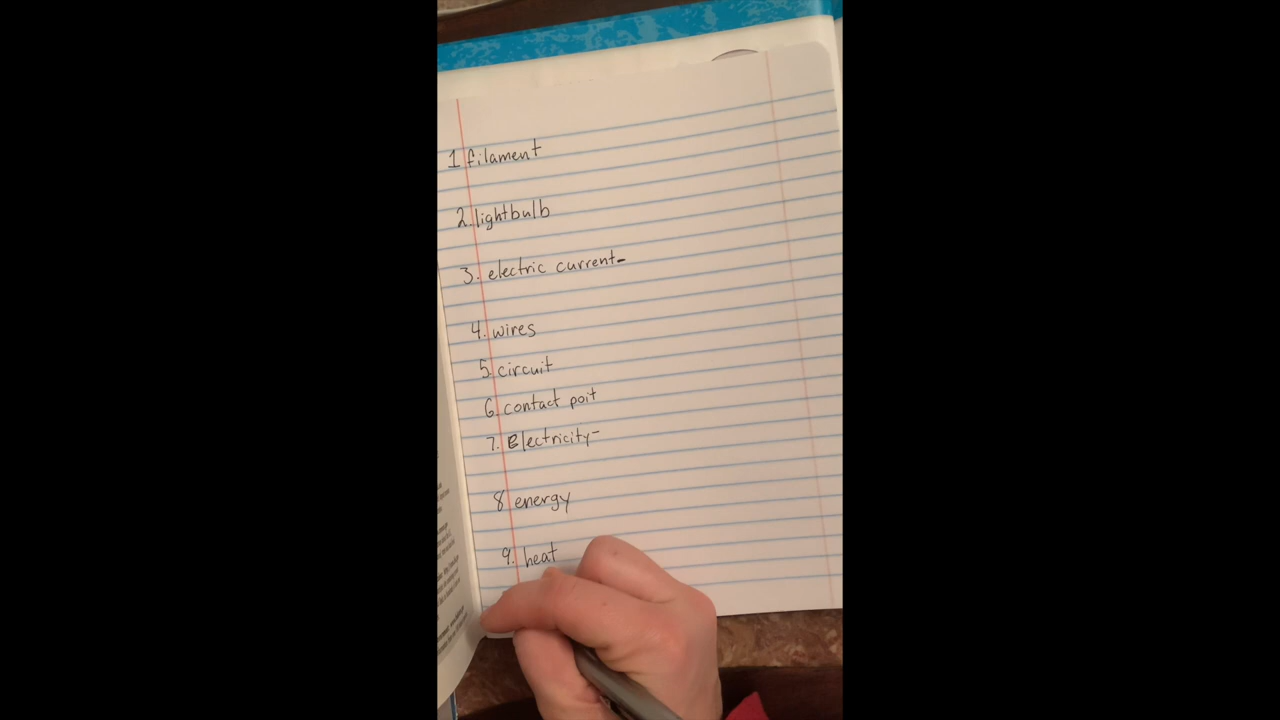 1 filament
2. lightbulb
3. electric current-
4. wires
5. circuit
6. contact poit
7. Electricity-
8 energy
9. heat